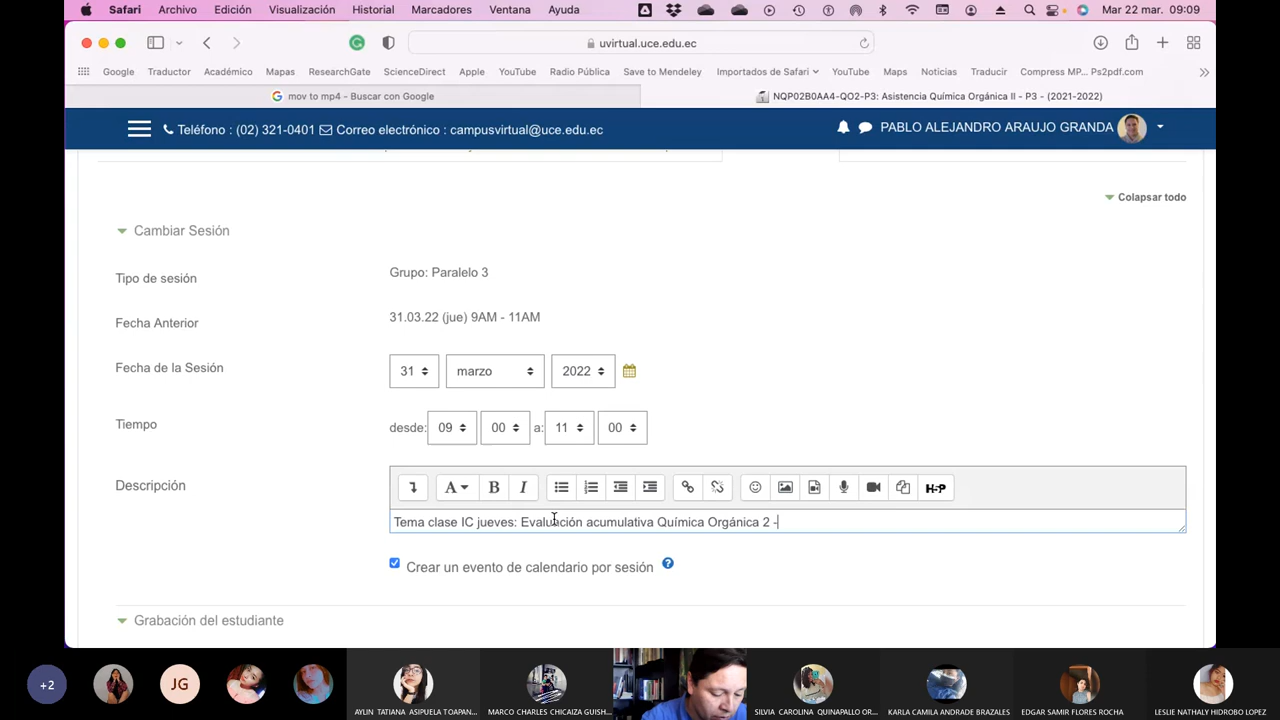 Safari Archivo Edición Visualización Historial Marcadores Ventana Ayuda Mar 22 mar. 09:09
uvirtual.uce.edu.ec
Google Traductor Académico Mapas ResearchGate ScienceDirect Apple YouTube Radio Pública Save to Mendeley Importados de Safari YouTube Maps Noticias Traducir Compress MP... Ps2pdf.com
mov to mp4 - Buscar con Google NQP02B0AA4-QO2-P3: Asistencia Química Orgánica II - P3 - (2021-2022)
Teléfono : (02) 321-0401 Correo electrónico : campusvirtual@uce.edu.ec PABLO ALEJANDRO ARAUJO GRANDA
Colapsar todo
Cambiar Sesión
Tipo de sesión Grupo: Paralelo 3
Fecha Anterior 31.03.22 (jue) 9AM - 11AM
Fecha de la Sesión 31 marzo 2022
Tiempo desde: 09 00 a: 11 00
Descripción A B I H-P
Tema clase IC jueves: Evaluación acumulativa Química Orgánica 2 -
Crear un evento de calendario por sesión ?
Grabación del estudiante
+2 JG
AYLIN TATIANA ASIPUELA TOAPAN... MARCO CHARLES CHICAIZA GUISH... SILVIA CAROLINA QUINAPALLO OR... KARLA CAMILA ANDRADE BRAZALES EDGAR SAMIR FLORES ROCHA LESLIE NATHALY HIDROBO LOPEZ